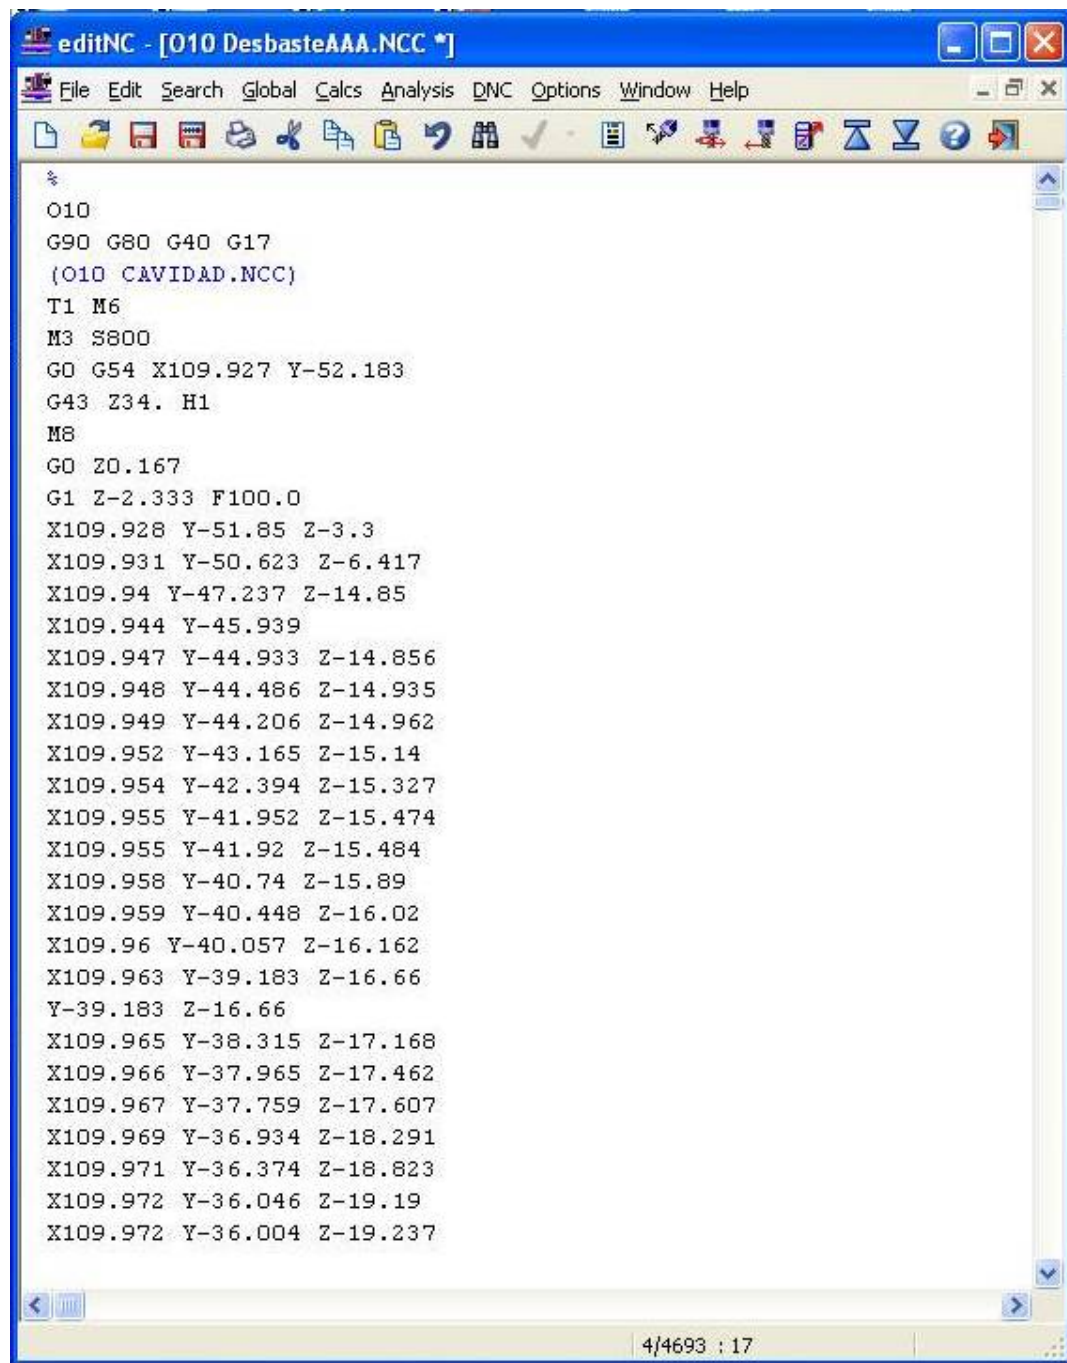 editNC - [O10 DesbasteAAA.NCC *]
File Edit Search Global Calcs Analysis DNC Options Window Help
%
O10
G90 G80 G40 G17
(O10 CAVIDAD.NCC)
T1 M6
M3 S800
G0 G54 X109.927 Y-52.183
G43 Z34. H1
M8
G0 Z0.167
G1 Z-2.333 F100.0
X109.928 Y-51.85 Z-3.3
X109.931 Y-50.623 Z-6.417
X109.94 Y-47.237 Z-14.85
X109.944 Y-45.939
X109.947 Y-44.933 Z-14.856
X109.948 Y-44.486 Z-14.935
X109.949 Y-44.206 Z-14.962
X109.952 Y-43.165 Z-15.14
X109.954 Y-42.394 Z-15.327
X109.955 Y-41.952 Z-15.474
X109.955 Y-41.92 Z-15.484
X109.958 Y-40.74 Z-15.89
X109.959 Y-40.448 Z-16.02
X109.96 Y-40.057 Z-16.162
X109.963 Y-39.183 Z-16.66
Y-39.183 Z-16.66
X109.965 Y-38.315 Z-17.168
X109.966 Y-37.965 Z-17.462
X109.967 Y-37.759 Z-17.607
X109.969 Y-36.934 Z-18.291
X109.971 Y-36.374 Z-18.823
X109.972 Y-36.046 Z-19.19
X109.972 Y-36.004 Z-19.237
4/4693 : 17